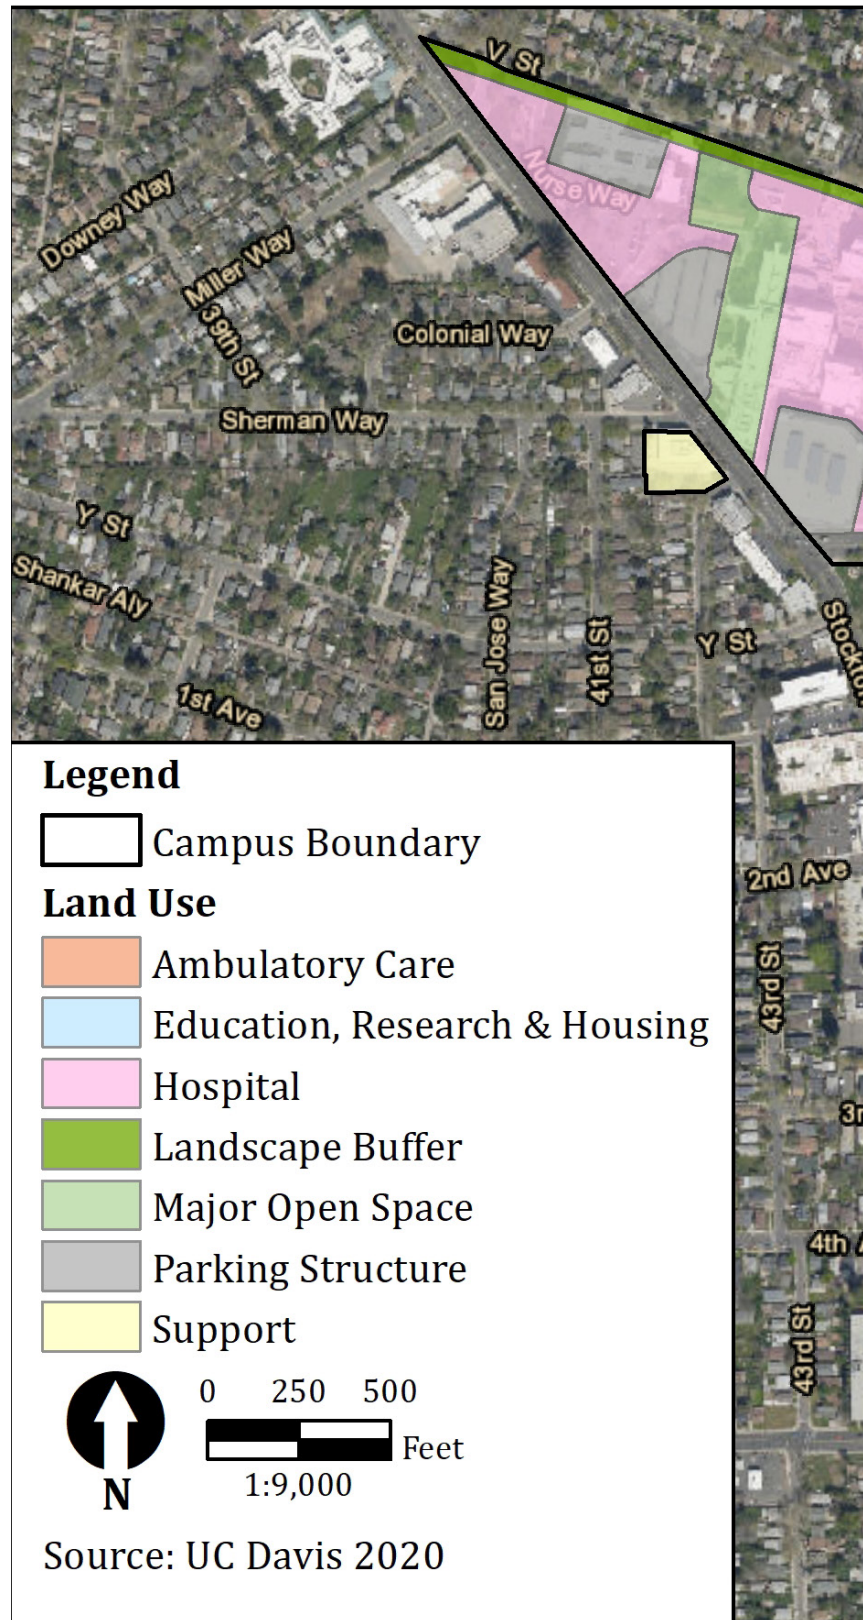 V St
Nurse Way
Downey Way
Miller Way
39th St
Colonial Way
Sherman Way
Y St
Shankar Aly
San Jose Way
41st St
Y St
1st Ave
2nd Ave
43rd St
4th
43rd St
Legend
Campus Boundary
Land Use
Ambulatory Care
Education, Research & Housing
Hospital
Landscape Buffer
Major Open Space
Parking Structure
Support
0 250 500
Feet
1:9,000
N
Source: UC Davis 2020